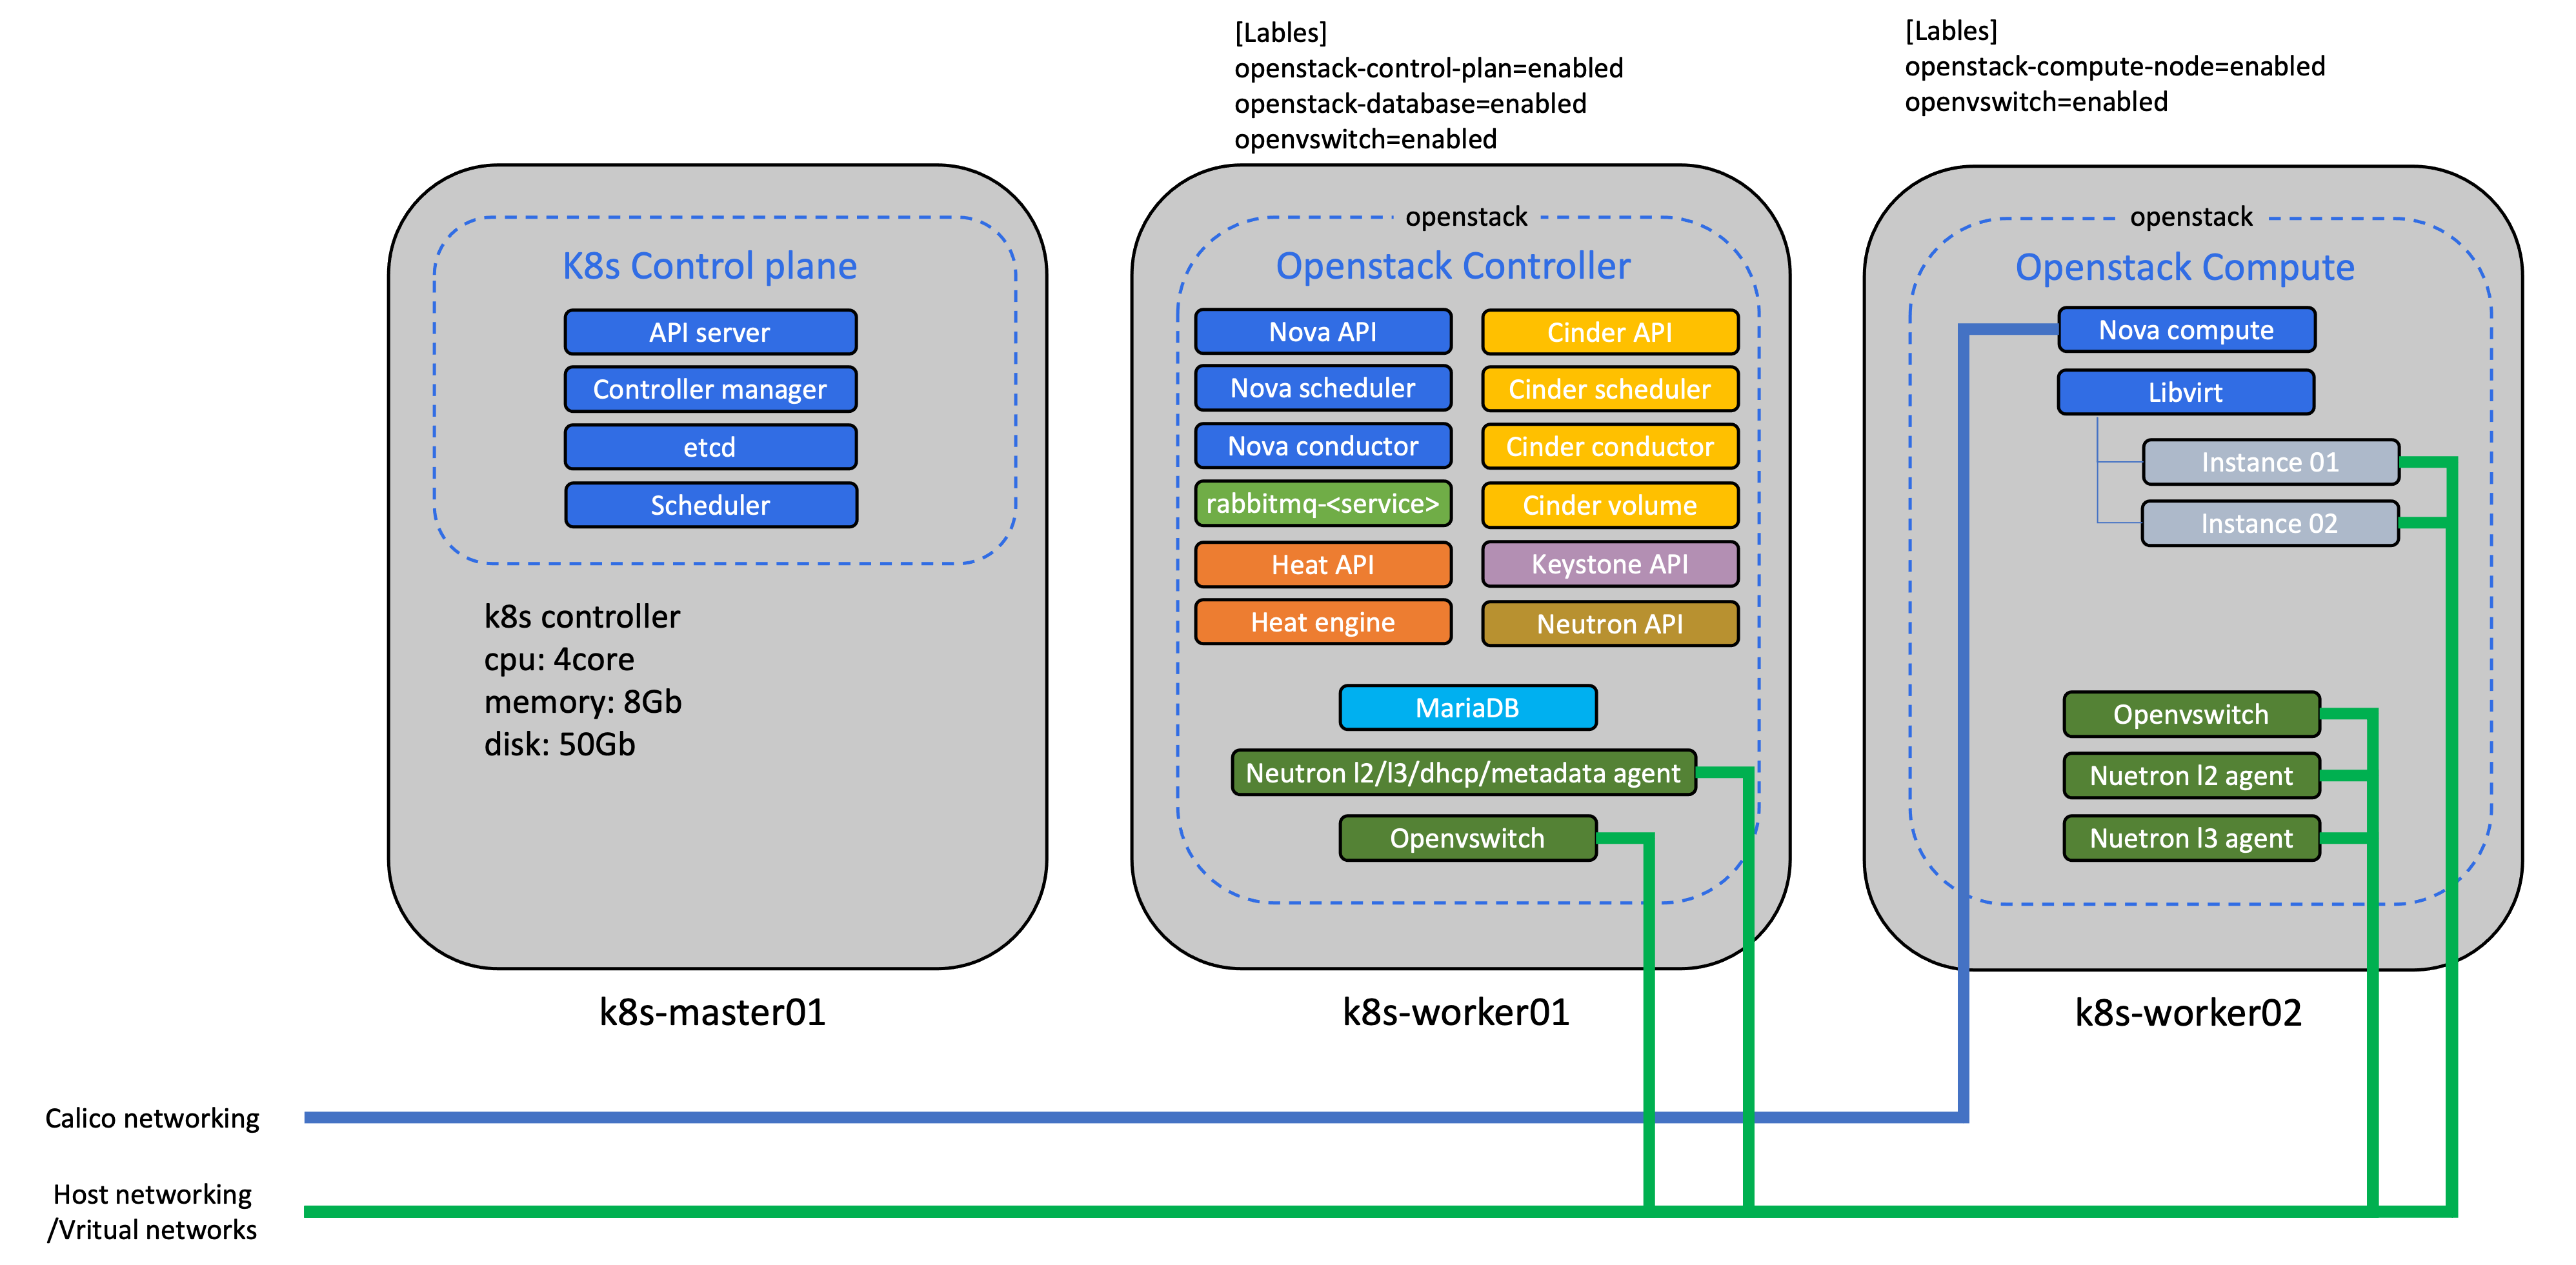 [Lables]
openstack-control-plan=enabled
openstack-database=enabled
openvswitch=enabled
[Lables]
openstack-compute-node=enabled
openvswitch=enabled
K8s Control plane
API server
Controller manager
etcd
Scheduler
k8s controller
cpu: 4core
memory: 8Gb
disk: 50Gb
k8s-master01
openstack
Openstack Controller
Nova API
Nova scheduler
Nova conductor
rabbitmq-<service>
Heat API
Heat engine
Cinder API
Cinder scheduler
Cinder conductor
Cinder volume
Keystone API
Neutron API
MariaDB
Neutron l2/l3/dhcp/metadata agent
Openvswitch
k8s-worker01
openstack
Openstack Compute
Nova compute
Libvirt
Instance 01
Instance 02
Openvswitch
Nuetron l2 agent
Nuetron l3 agent
k8s-worker02
Calico networking
Host networking
/Vritual networks